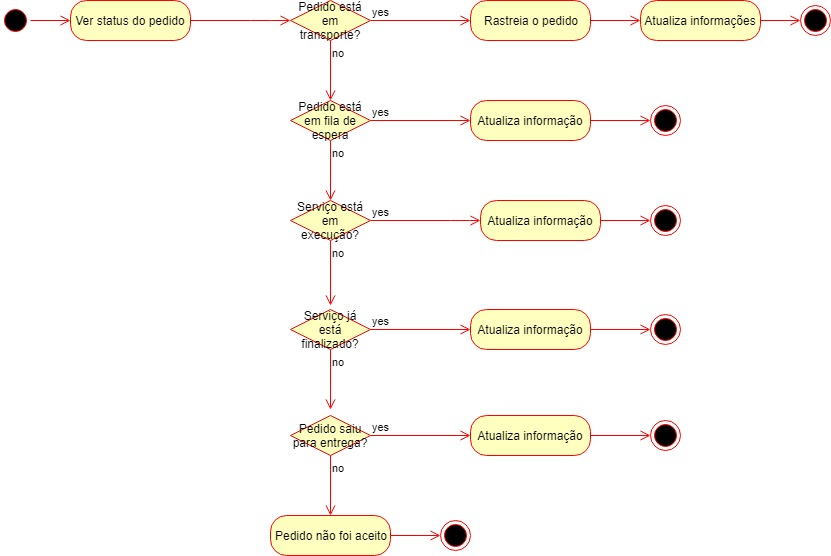 Ver status do pedido
Pedido está
em
transporte?
yes
Rastreia o pedido
Atualiza informações
no
Pedido está
em fila de
espera
yes
Atualiza informação
no
Serviço está
em
execução?
yes
Atualiza informação
no
Serviço já
está
finalizado?
yes
Atualiza informação
no
Pedido saiu
para entrega?
yes
Atualiza informação
no
Pedido não foi aceito